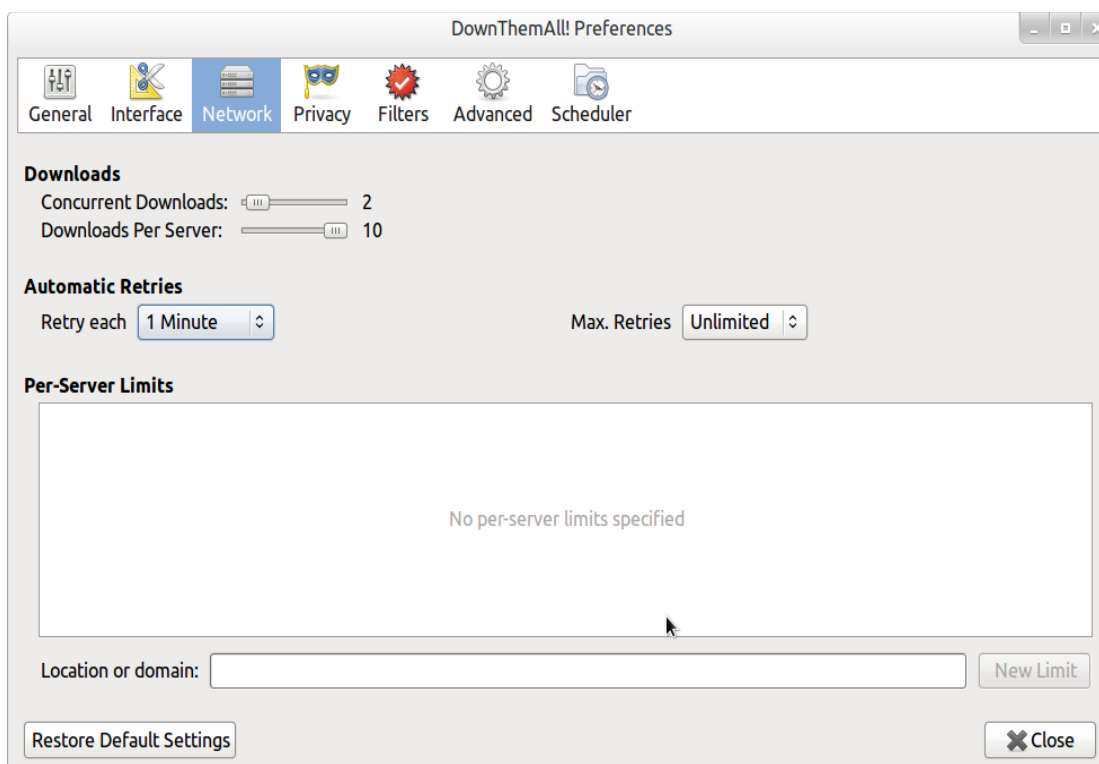 DownThemAll! Preferences
General Interface Network Privacy Filters Advanced Scheduler
Downloads
Concurrent Downloads: 2
Downloads Per Server: 10
Automatic Retries
Retry each 1 Minute Max. Retries Unlimited
Per-Server Limits
No per-server limits specified
Location or domain: New Limit
Restore Default Settings Close